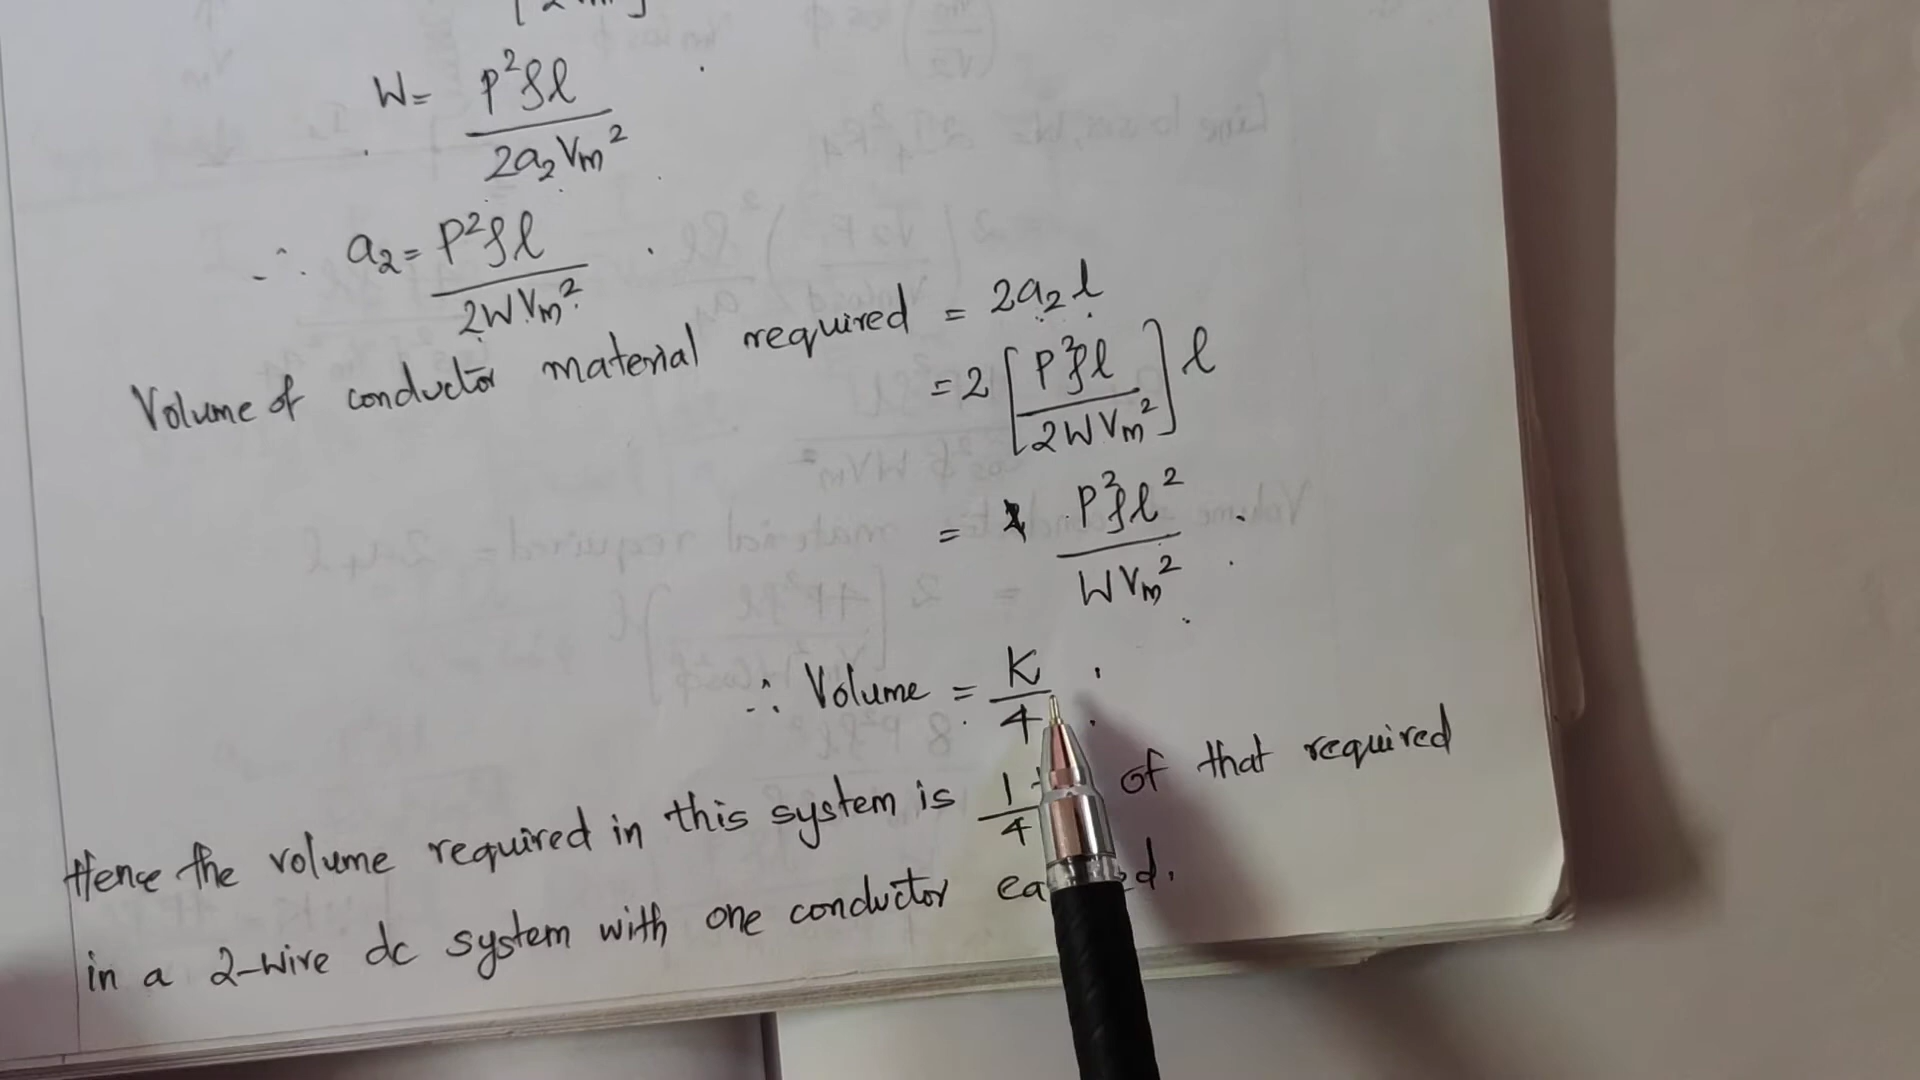 W = P²ρl / 2a₂Vm²
∴ a₂ = P²ρl / 2WVm²
Volume of conductor material required = 2a₂l
= 2 [P²ρl / 2WVm²] l
= P²ρl² / WVm²
∴ Volume = K/4
Hence the volume required in this system is 1/4 of that required
in a 2-wire dc system with one conductor